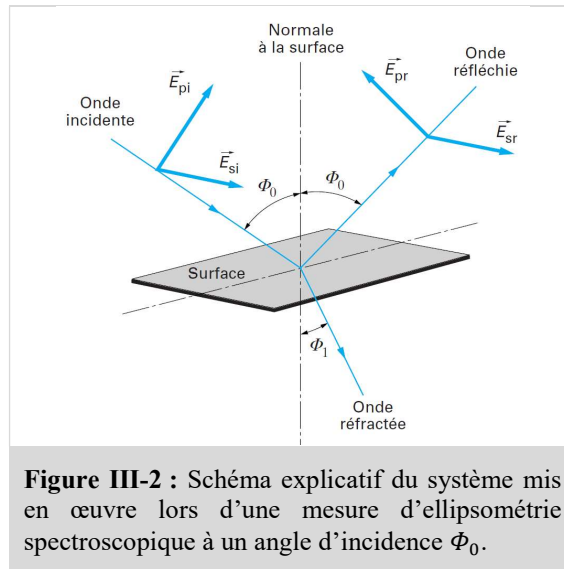 Normale
à la surface
Onde
réfléchie
E⃗pr
E⃗pi
Onde
incidente
E⃗sr
E⃗si
Φ0
Φ0
Surface
Φ1
Onde
réfractée
Figure III-2 : Schéma explicatif du système mis
en œuvre lors d’une mesure d’ellipsométrie
spectroscopique à un angle d’incidence Φ0.